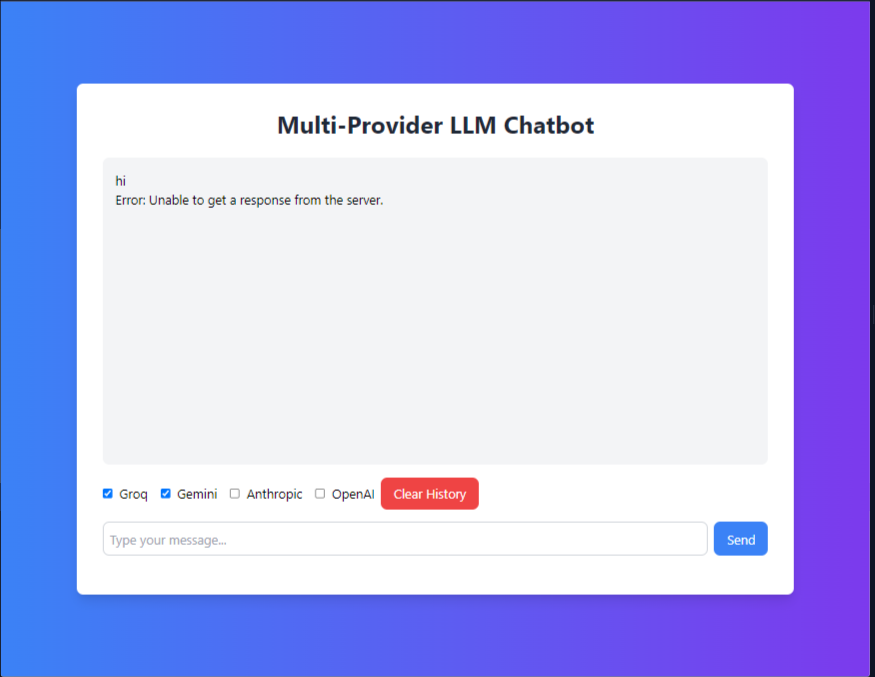 Multi-Provider LLM Chatbot
hi
Error: Unable to get a response from the server.
Groq Gemini Anthropic OpenAI Clear History
Type your message... Send